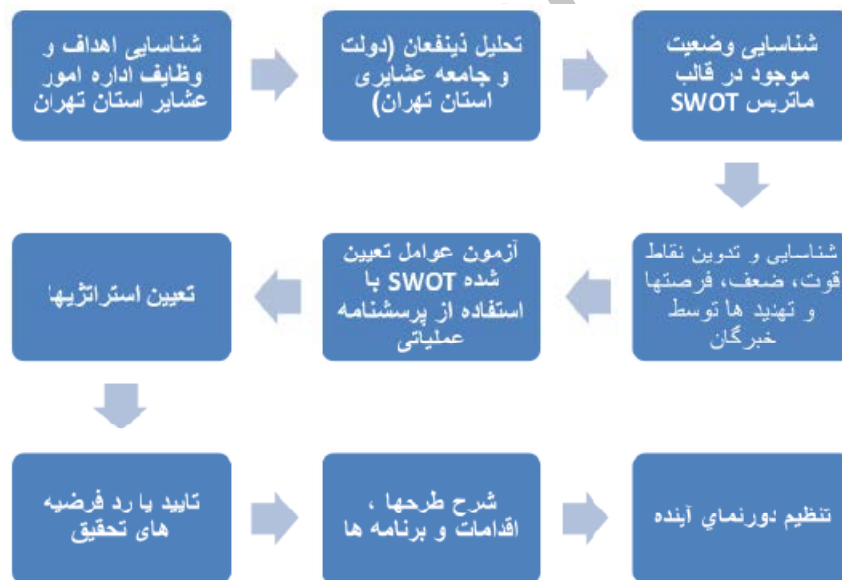 شناسایی اهداف و
وظایف اداره امور
عشایر استان تهران
تحلیل ذینفعان (دولت
و جامعه عشایری
استان تهران)
شناسایی وضعیت
موجود در قالب
ماتریس SWOT
شناسایی و تدوین نقاط
قوت، ضعف، فرصتها
و تهدید ها توسط
خبرگان
آزمون عوامل تعیین
شده SWOT با
استفاده از پرسشنامه
عملیاتی
تعیین استراتژیها
تایید یا رد فرضیه
های تحقیق
شرح طرحها ،
اقدامات و برنامه ها
تنظیم دورنماي آینده